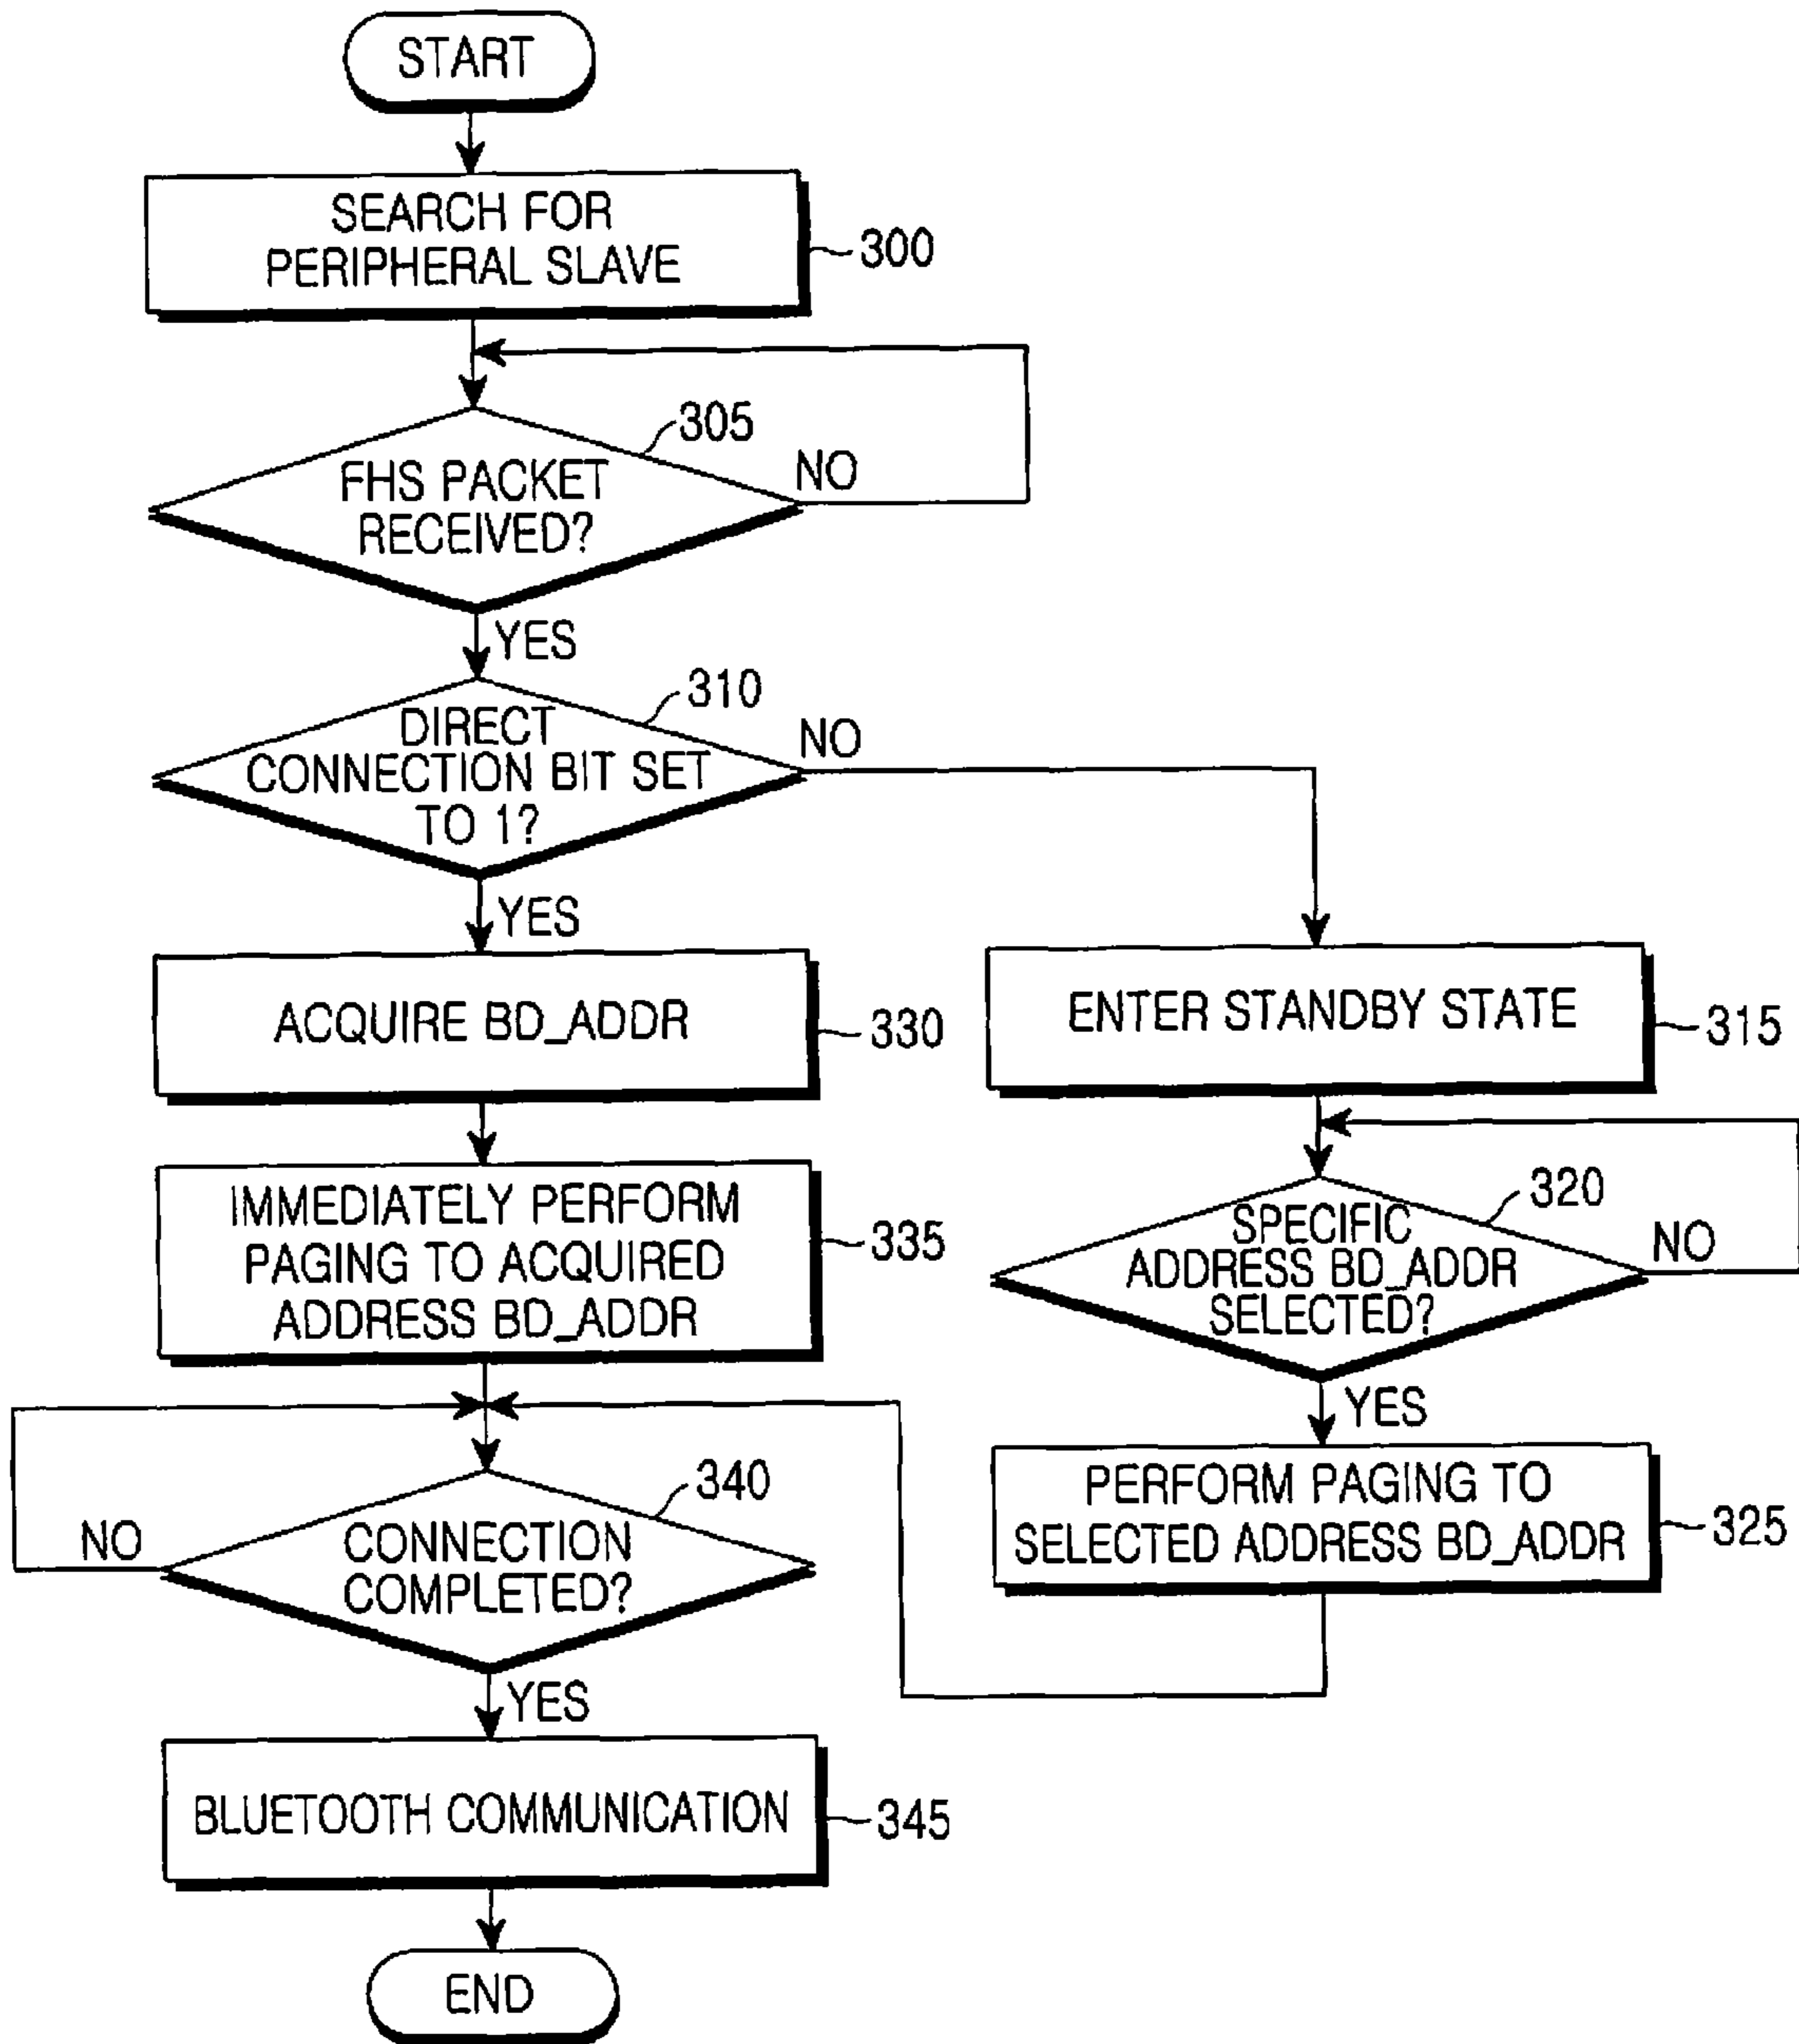 START
SEARCH FOR
PERIPHERAL SLAVE
300
305
FHS PACKET
RECEIVED?
NO
YES
310
DIRECT
CONNECTION BIT SET
TO 1?
NO
YES
ACQUIRE BD_ADDR
330
ENTER STANDBY STATE
315
IMMEDIATELY PERFORM
PAGING TO ACQUIRED
ADDRESS BD_ADDR
335
320
SPECIFIC
ADDRESS BD_ADDR
SELECTED?
NO
YES
PERFORM PAGING TO
SELECTED ADDRESS BD_ADDR
325
340
CONNECTION
COMPLETED?
NO
YES
BLUETOOTH COMMUNICATION
345
END